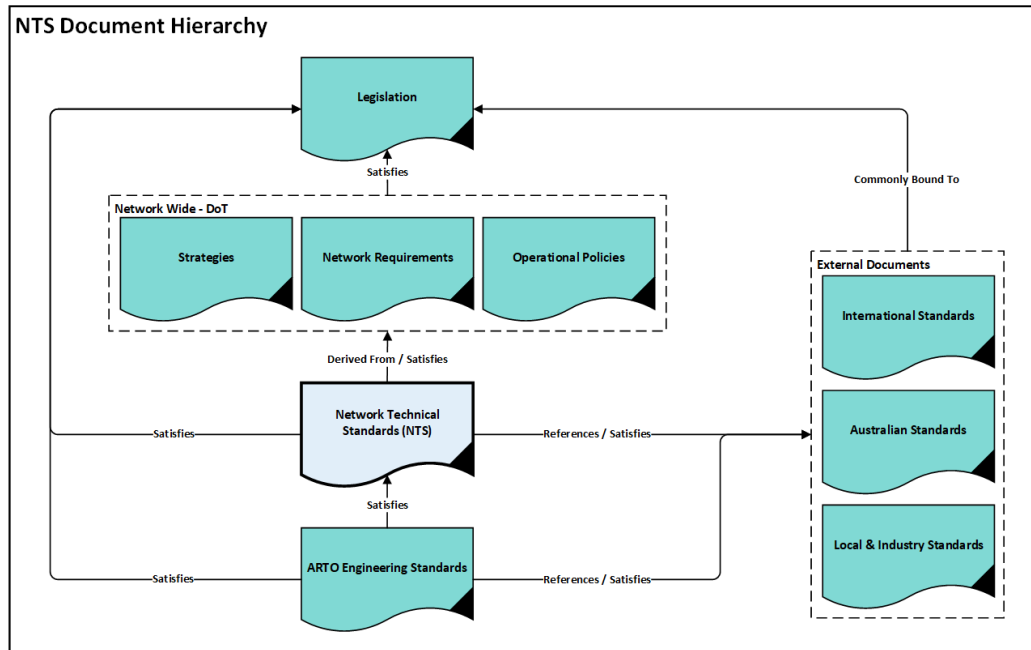 NTS Document Hierarchy
Legislation
Satisfies
Commonly Bound To
Network Wide - DoT
Strategies
Network Requirements
Operational Policies
External Documents
International Standards
Derived From / Satisfies
Network Technical
Standards (NTS)
Satisfies
References / Satisfies
Australian Standards
Satisfies
Local & Industry Standards
ARTO Engineering Standards
Satisfies
References / Satisfies